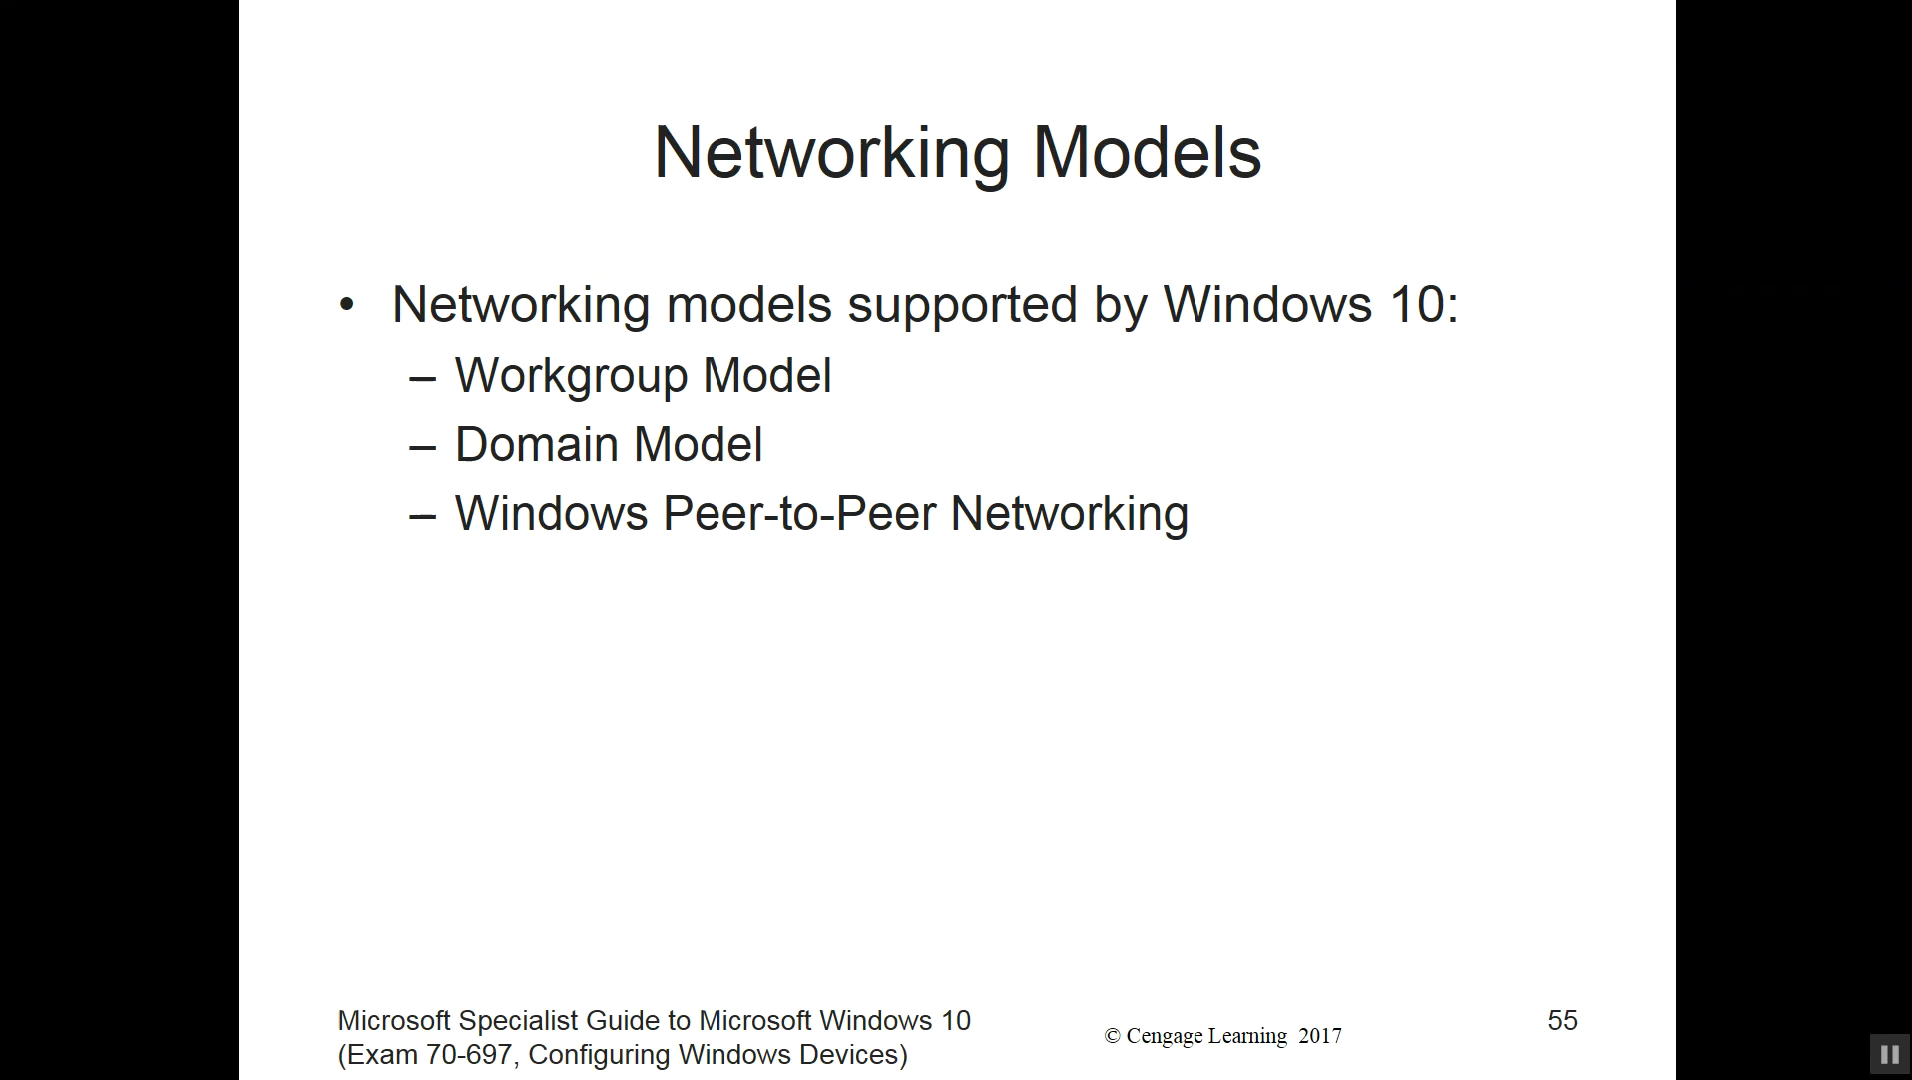 Networking Models
• Networking models supported by Windows 10:
– Workgroup Model
– Domain Model
– Windows Peer-to-Peer Networking
Microsoft Specialist Guide to Microsoft Windows 10
(Exam 70-697, Configuring Windows Devices)
© Cengage Learning 2017
55